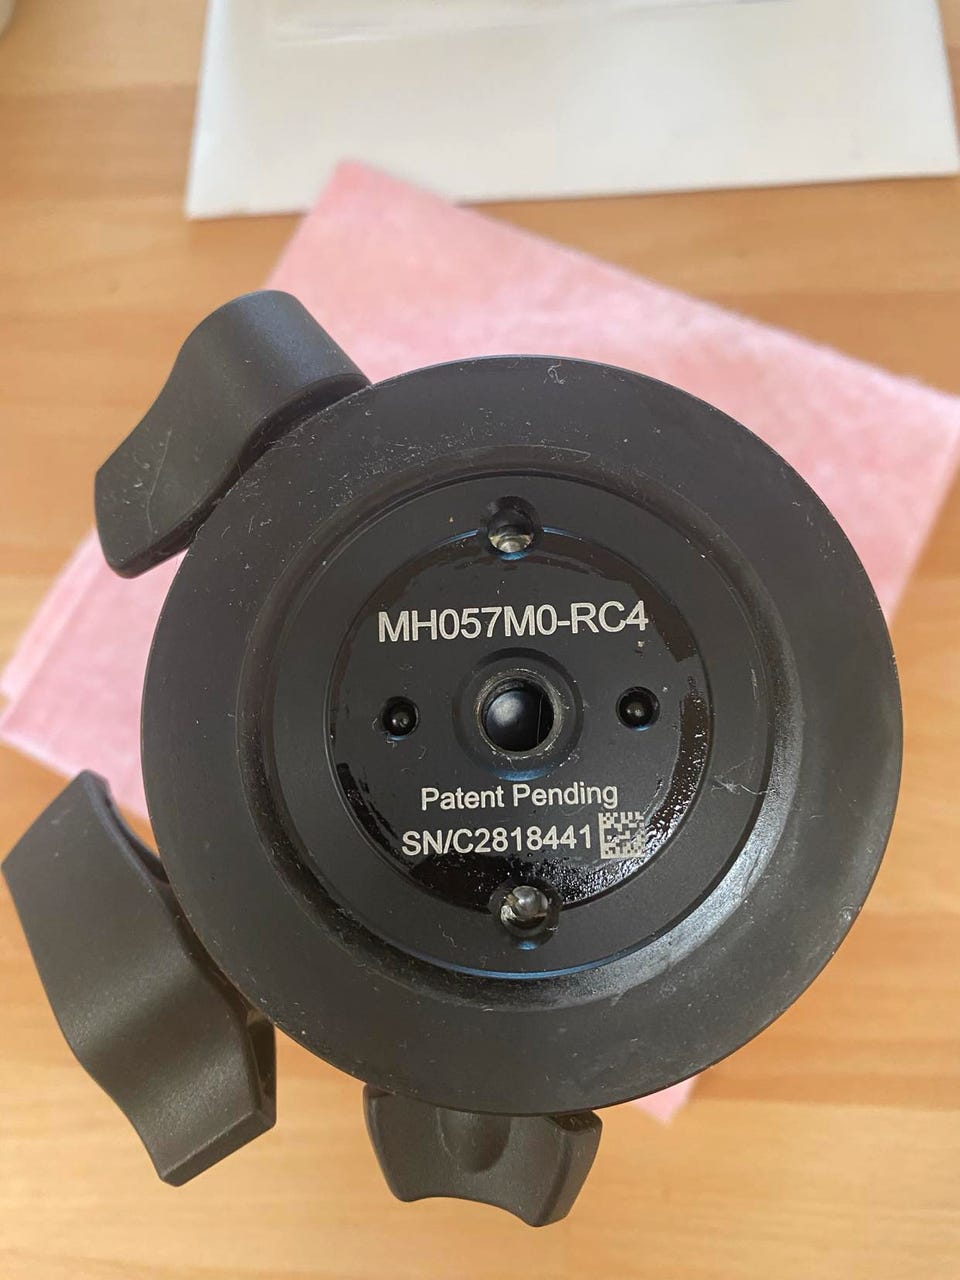 MH057M0-RC4
Patent Pending
SN/C2818441